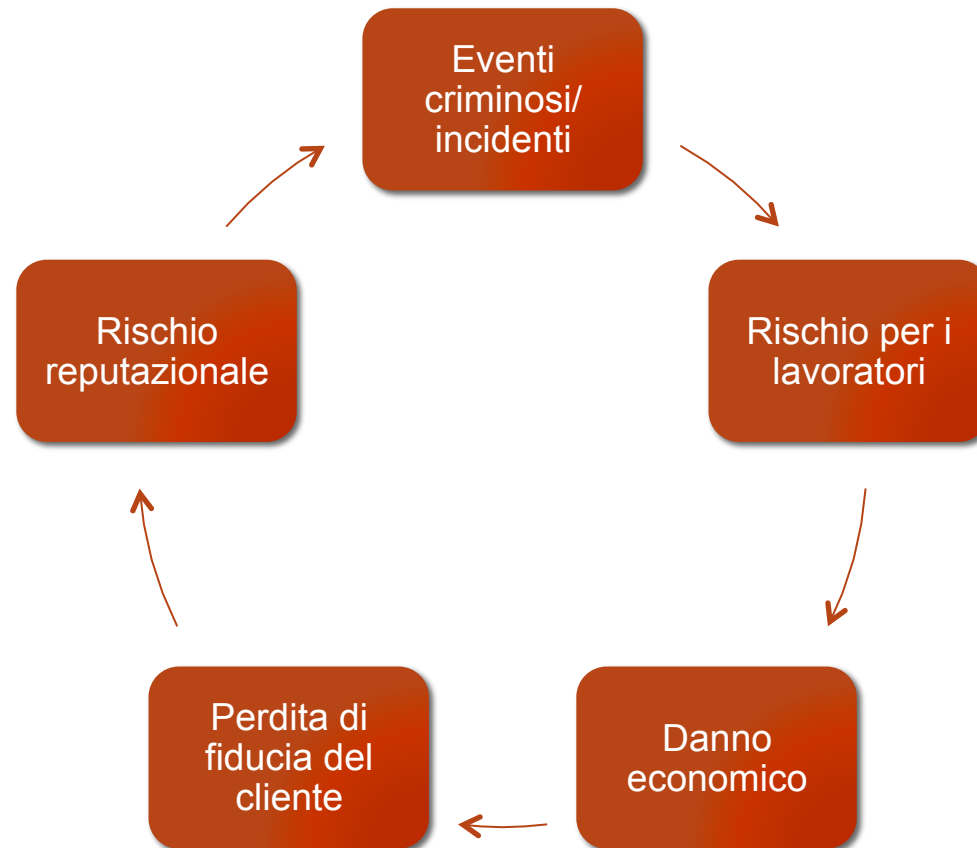 Eventi
criminosi/
incidenti
Rischio per i
lavoratori
Danno
economico
Perdita di
fiducia del
cliente
Rischio
reputazionale